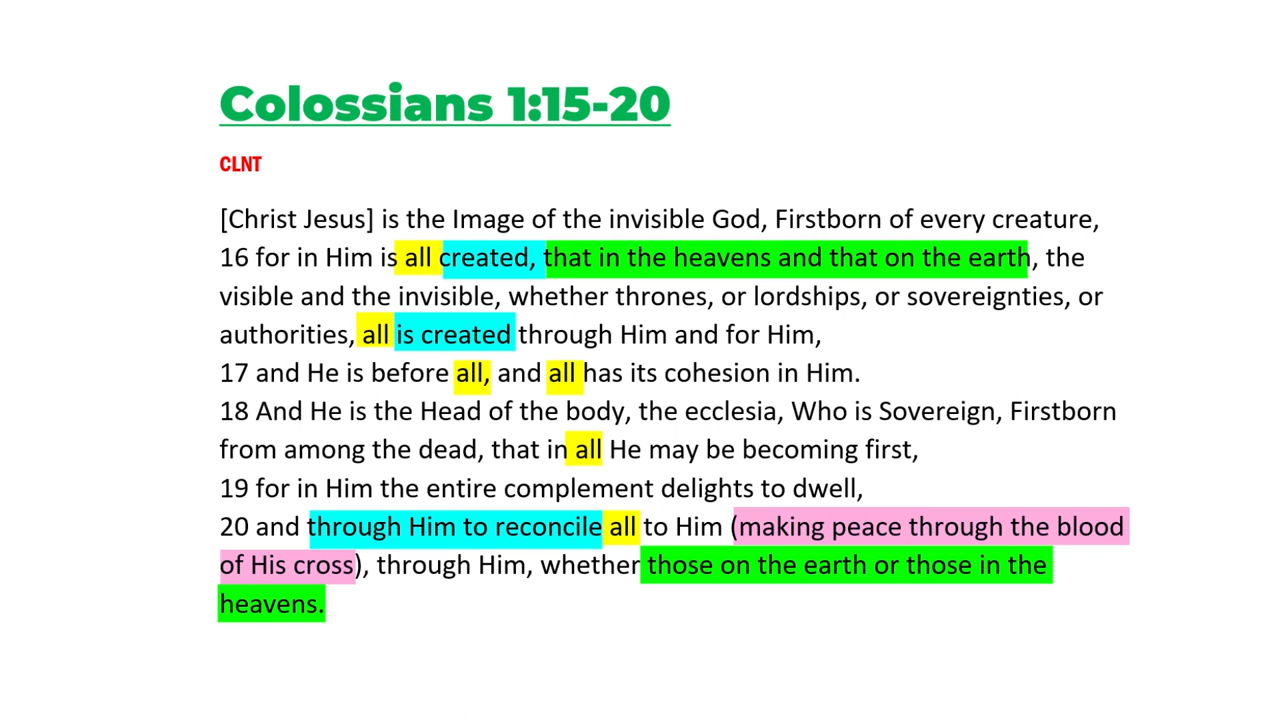 Colossians 1:15-20
CLNT
[Christ Jesus] is the Image of the invisible God, Firstborn of every creature,
16 for in Him is all created, that in the heavens and that on the earth, the
visible and the invisible, whether thrones, or lordships, or sovereignties, or
authorities, all is created through Him and for Him,
17 and He is before all, and all has its cohesion in Him.
18 And He is the Head of the body, the ecclesia, Who is Sovereign, Firstborn
from among the dead, that in all He may be becoming first,
19 for in Him the entire complement delights to dwell,
20 and through Him to reconcile all to Him (making peace through the blood
of His cross), through Him, whether those on the earth or those in the
heavens.